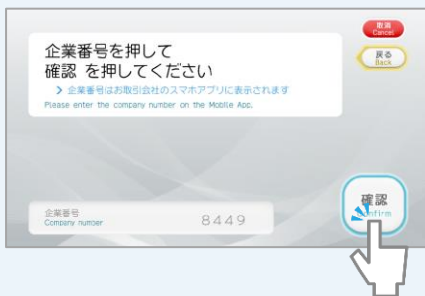 取消
Cancel
企業番号を押して
確認 を押してください
戻る
Back
> 企業番号はお取引会社のスマホアプリに表示されます
Please enter the company number on the Mobile App.
企業番号
Company number
8449
確認
Confirm